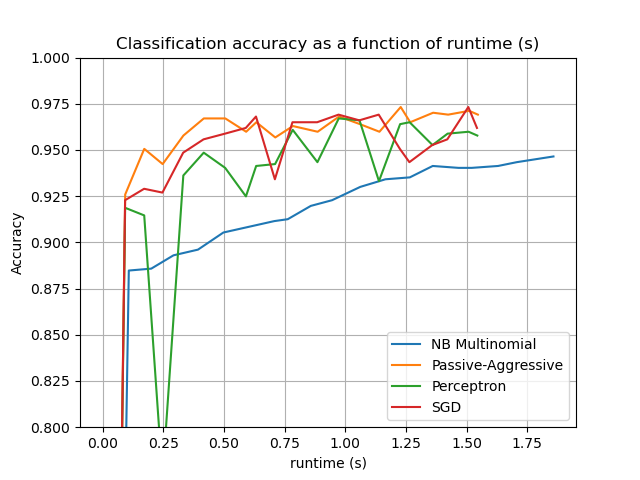 Classification accuracy as a function of runtime (s)
1.000
0.975
0.950
0.925
0.900
0.875
0.850
0.825
0.800
Accuracy
NB Multinomial
Passive-Aggressive
Perceptron
SGD
0.00 0.25 0.50 0.75 1.00 1.25 1.50 1.75
runtime (s)